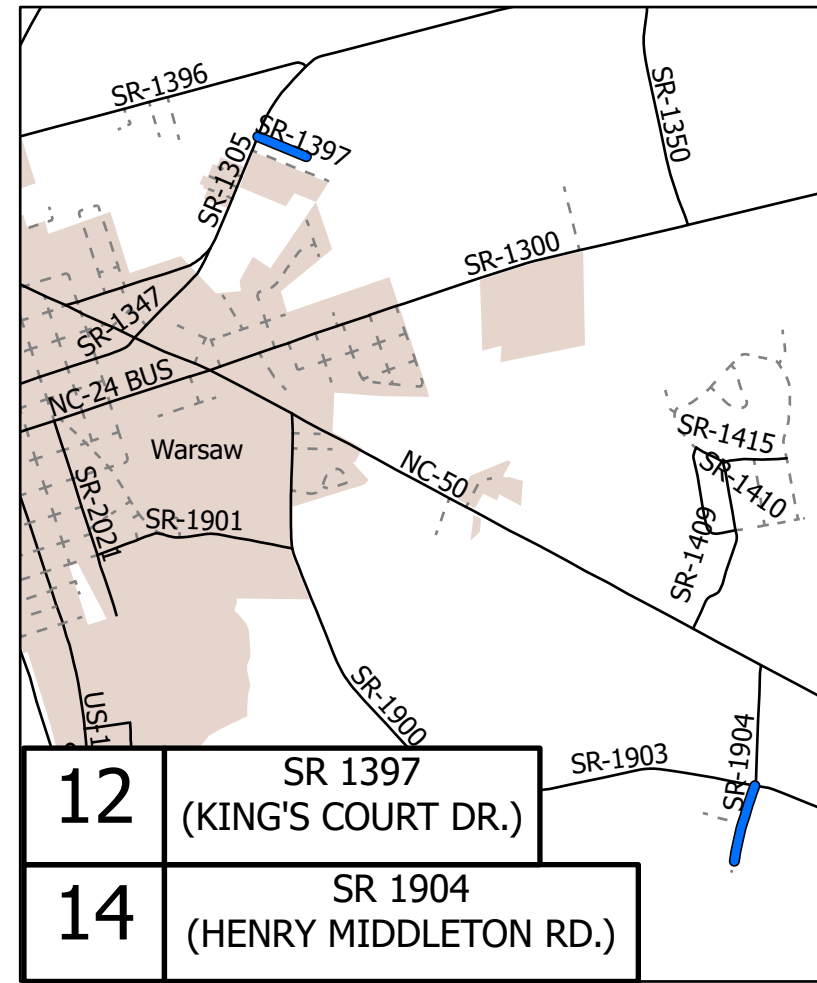 SR-1396
SR-1397
SR-1305
SR-1350
SR-1300
SR-1347
NC-24 BUS
Warsaw
NC-50
SR-1415
SR-1410
SR-2021
SR-1901
SR-1409
SR-1900
US-1
SR-1903
SR-1904
12
SR 1397
(KING'S COURT DR.)
14
SR 1904
(HENRY MIDDLETON RD.)